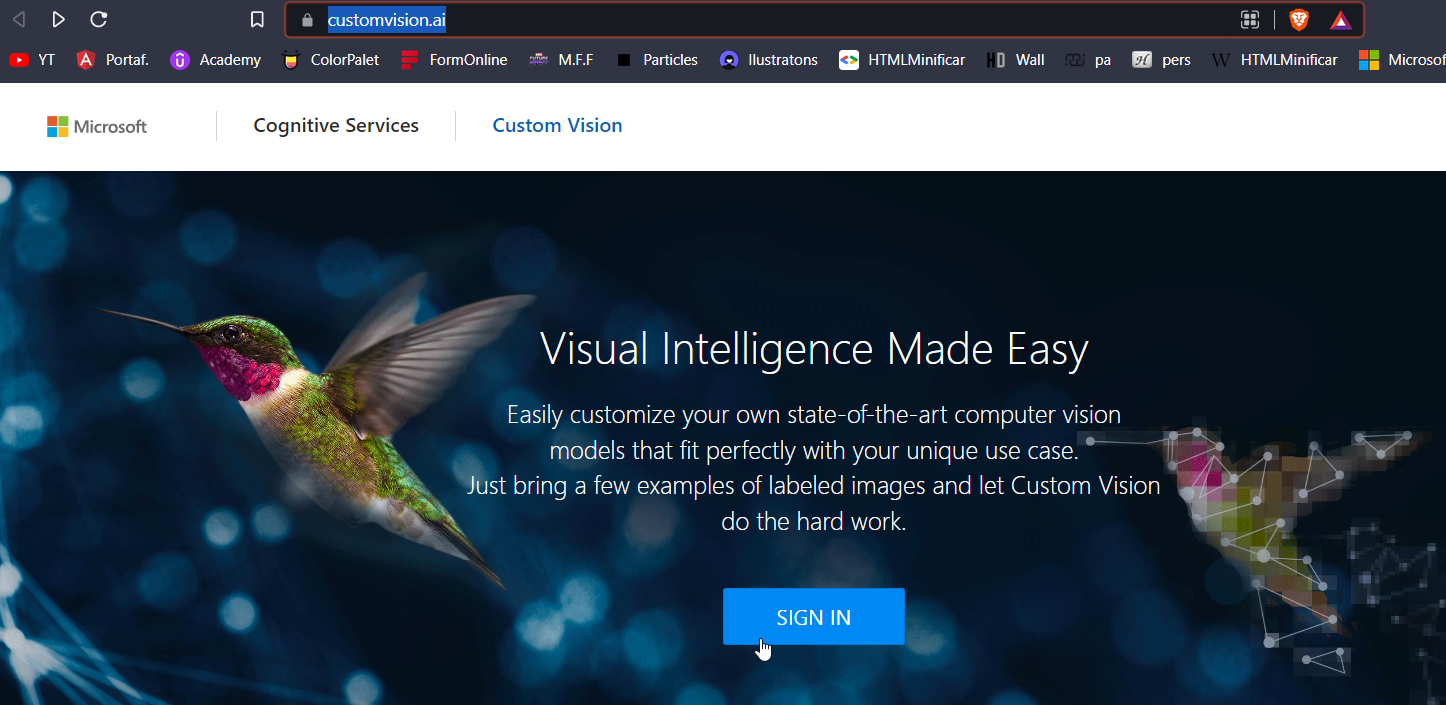 customvision.ai
YT Portaf. Academy ColorPalet FormOnline M.F.F Particles Ilustratons HTMLMinificar Wall pa pers HTMLMinificar Microsof
Microsoft Cognitive Services Custom Vision
Visual Intelligence Made Easy
Easily customize your own state-of-the-art computer vision
models that fit perfectly with your unique use case.
Just bring a few examples of labeled images and let Custom Vision
do the hard work.
SIGN IN